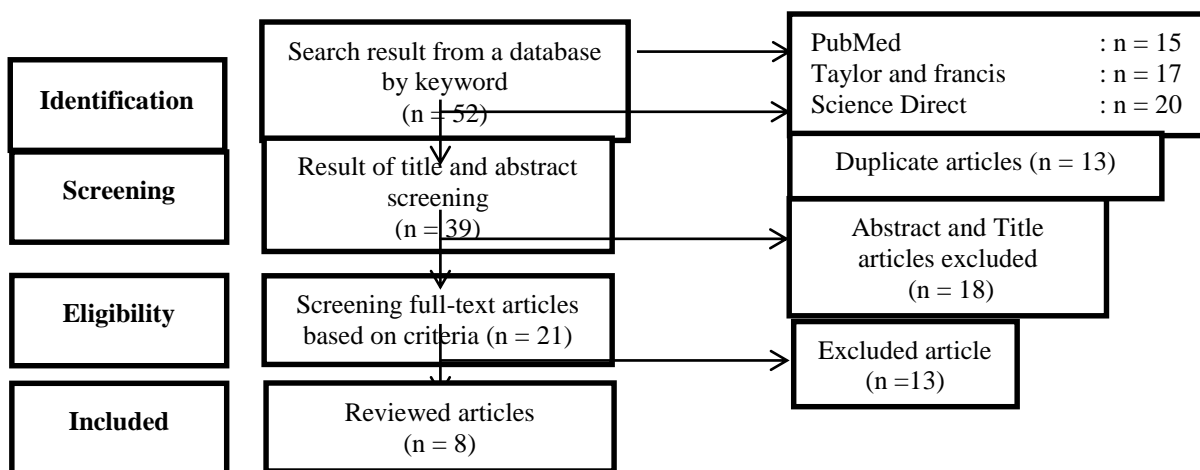 Identification
Search result from a database
by keyword
(n = 52)
PubMed : n = 15
Taylor and francis : n = 17
Science Direct : n = 20
Screening
Result of title and abstract
screening
(n = 39)
Duplicate articles (n = 13)
Abstract and Title
articles excluded
(n = 18)
Eligibility
Screening full-text articles
based on criteria (n = 21)
Excluded article
(n =13)
Included
Reviewed articles
(n = 8)